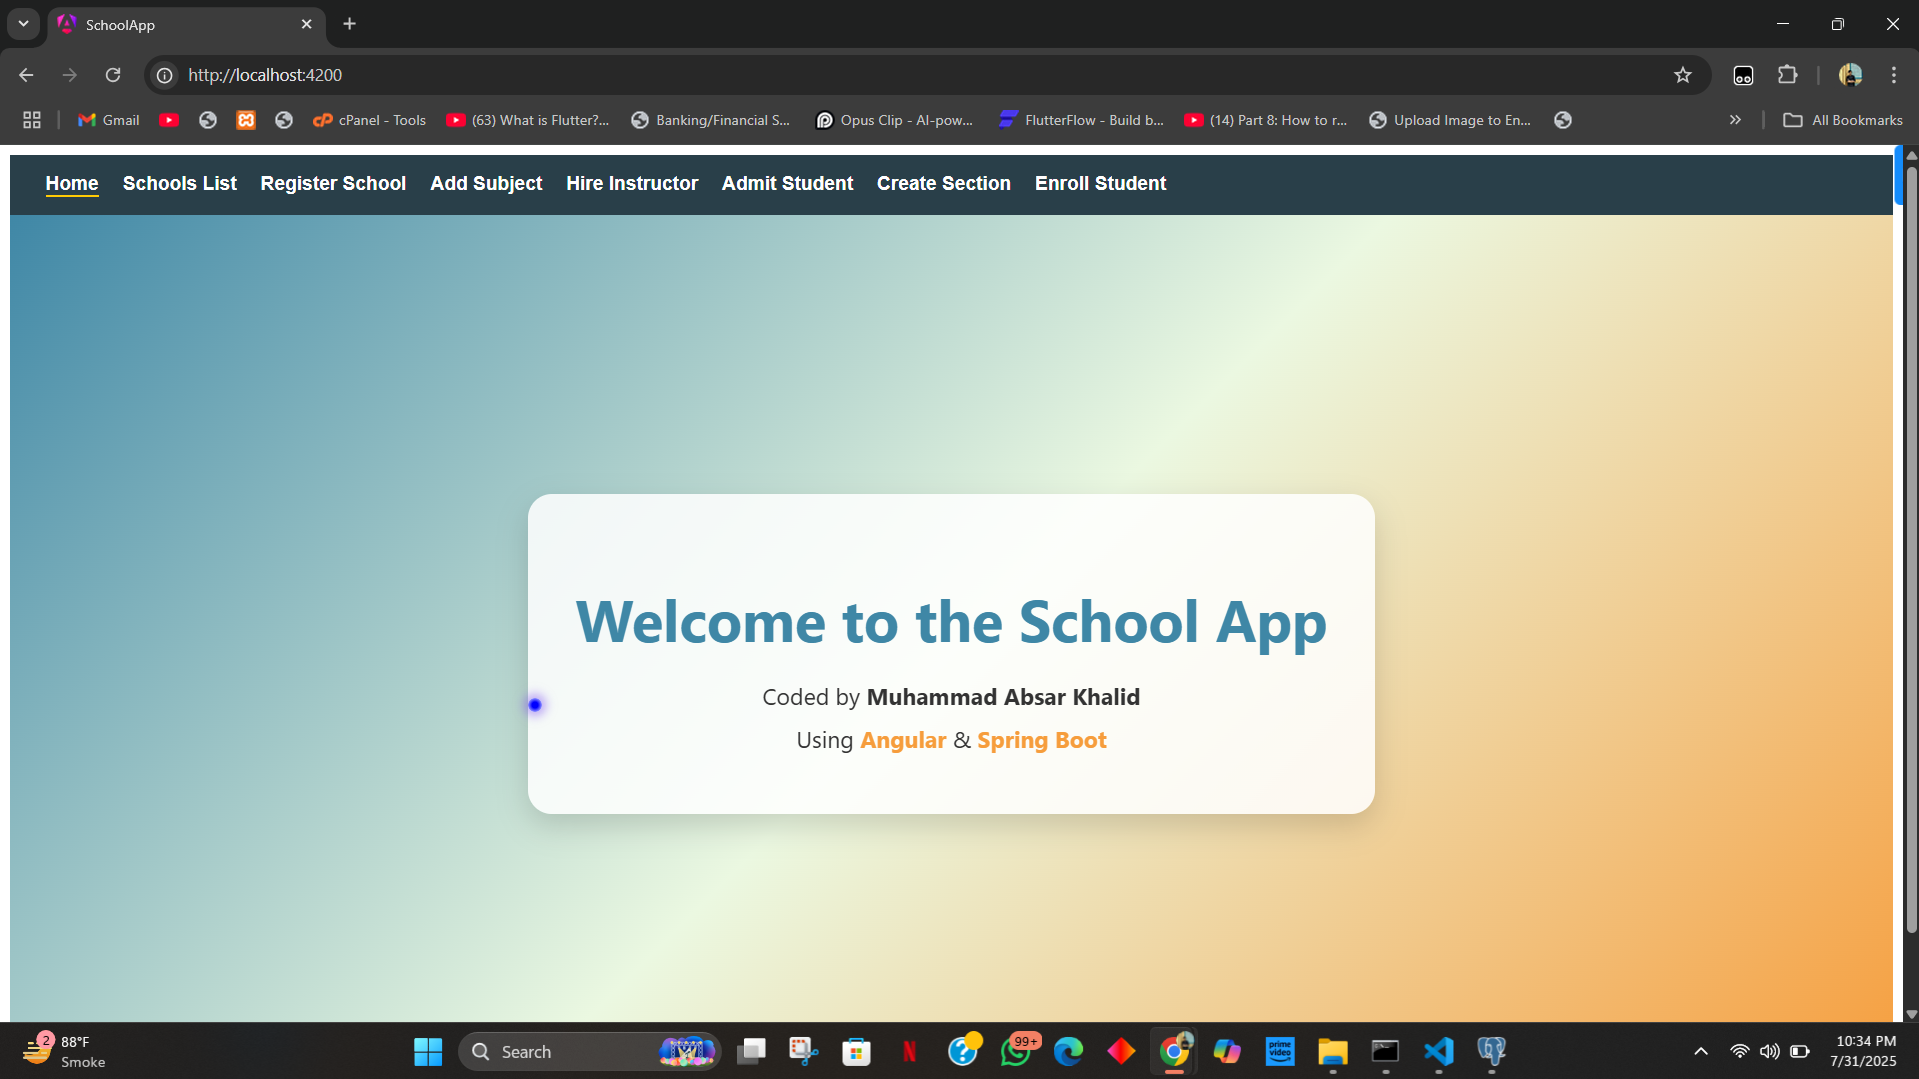 SchoolApp
http://localhost:4200
Gmail
cPanel - Tools
(63) What is Flutter?...
Banking/Financial S...
Opus Clip - AI-pow...
FlutterFlow - Build b...
(14) Part 8: How to r...
Upload Image to En...
All Bookmarks
Home Schools List Register School Add Subject Hire Instructor Admit Student Create Section Enroll Student
Welcome to the School App
Coded by Muhammad Absar Khalid
Using Angular & Spring Boot
2
88°F
Smoke
Search
99+
prime video
10:34 PM
7/31/2025